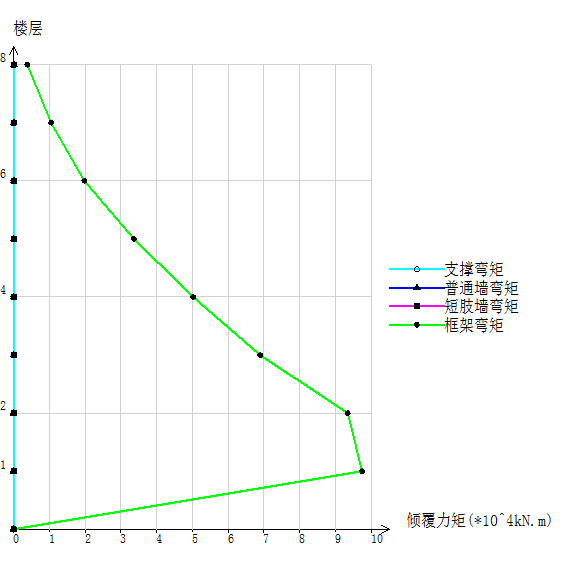 楼层
8
6
4
2
1
支撑弯矩
普通墙弯矩
短肢墙弯矩
框架弯矩
倾覆力矩(*10^4kN.m)
0 1 2 3 4 5 6 7 8 9 10